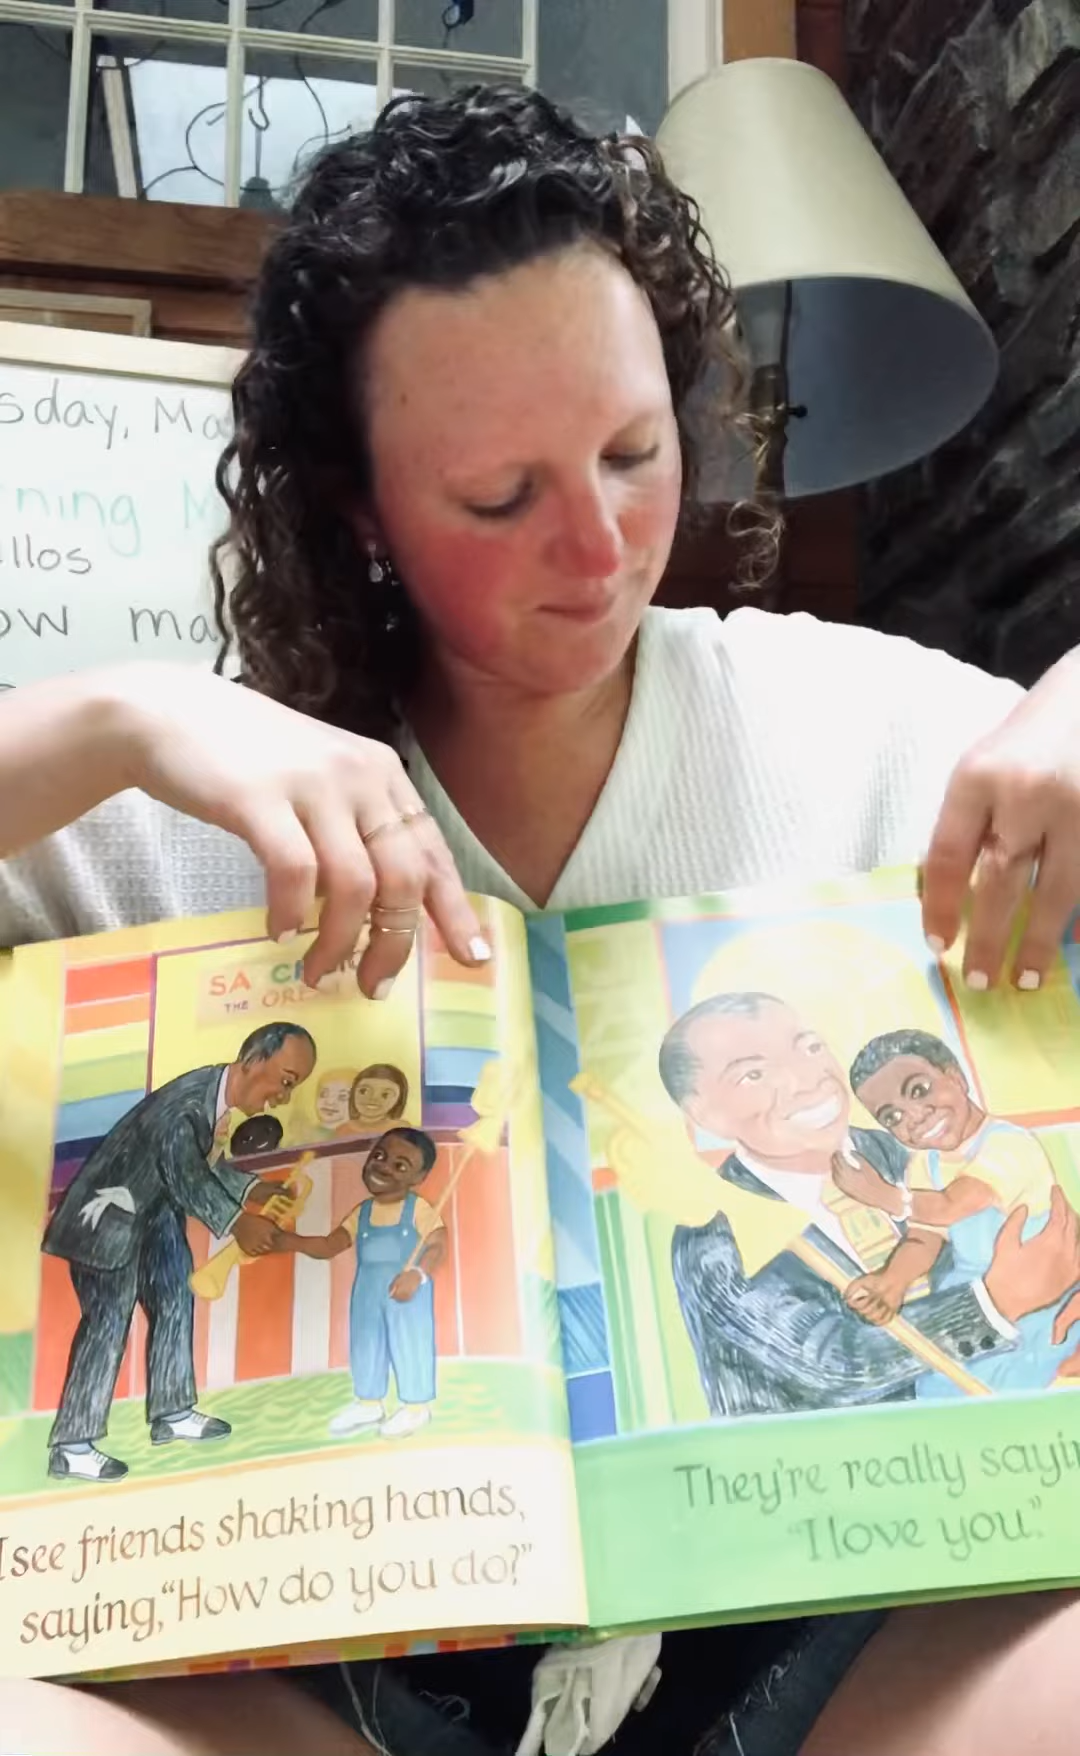 sday, Ma
rning M
llos
ow ma
SA
THE
I see friends shaking hands,
saying, “How do you do?”
They're really sayin
“I love you.”